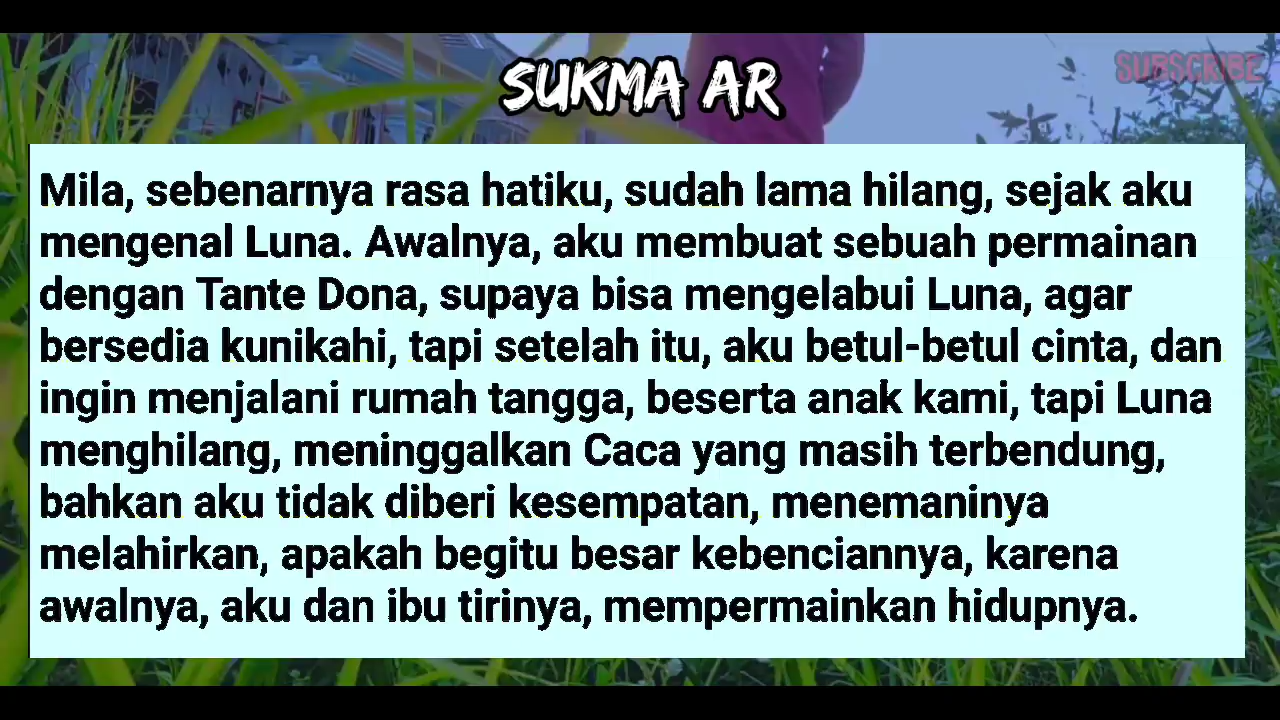 SUKMA AR
SUBSCRIBE
Mila, sebenarnya rasa hatiku, sudah lama hilang, sejak aku
mengenal Luna. Awalnya, aku membuat sebuah permainan
dengan Tante Dona, supaya bisa mengelabui Luna, agar
bersedia kunikahi, tapi setelah itu, aku betul-betul cinta, dan
ingin menjalani rumah tangga, beserta anak kami, tapi Luna
menghilang, meninggalkan Caca yang masih terbendung,
bahkan aku tidak diberi kesempatan, menemaninya
melahirkan, apakah begitu besar kebenciannya, karena
awalnya, aku dan ibu tirinya, mempermainkan hidupnya.